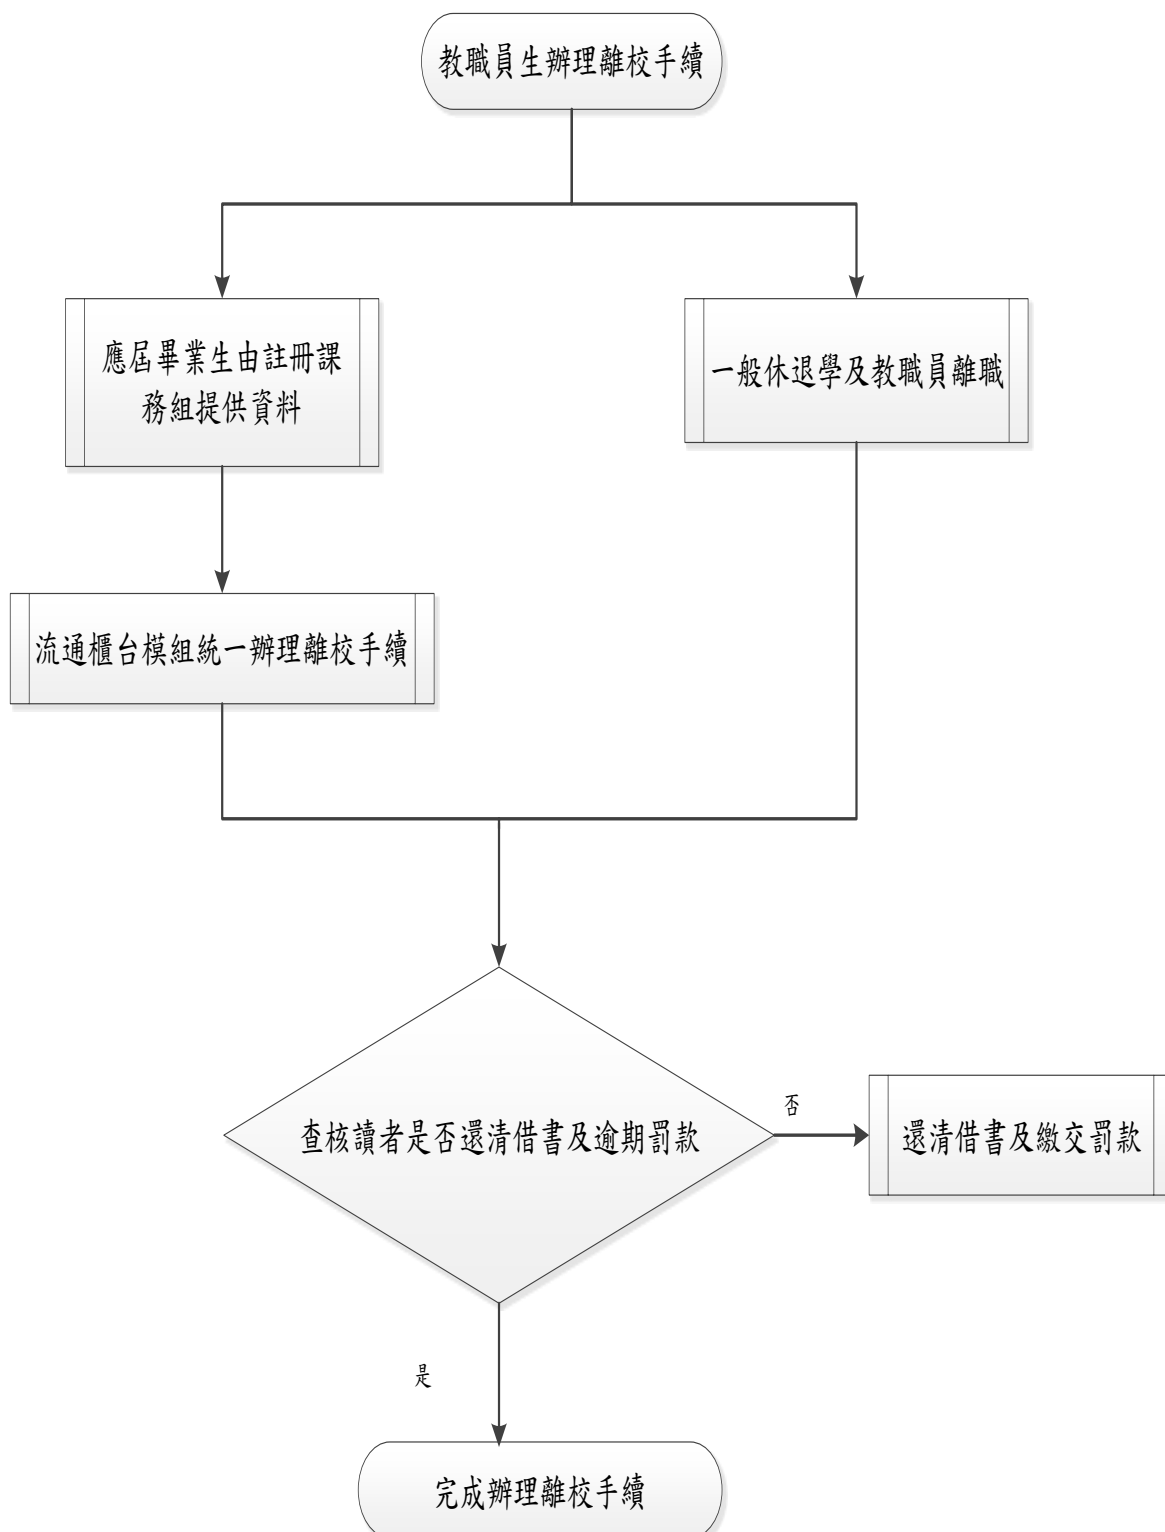 教職員生辦理離校手續
應屆畢業生由註冊課
務組提供資料
一般休退學及教職員離職
流通櫃台模組統一辦理離校手續
查核讀者是否還清借書及逾期罰款
否
還清借書及繳交罰款
是
完成辦理離校手續